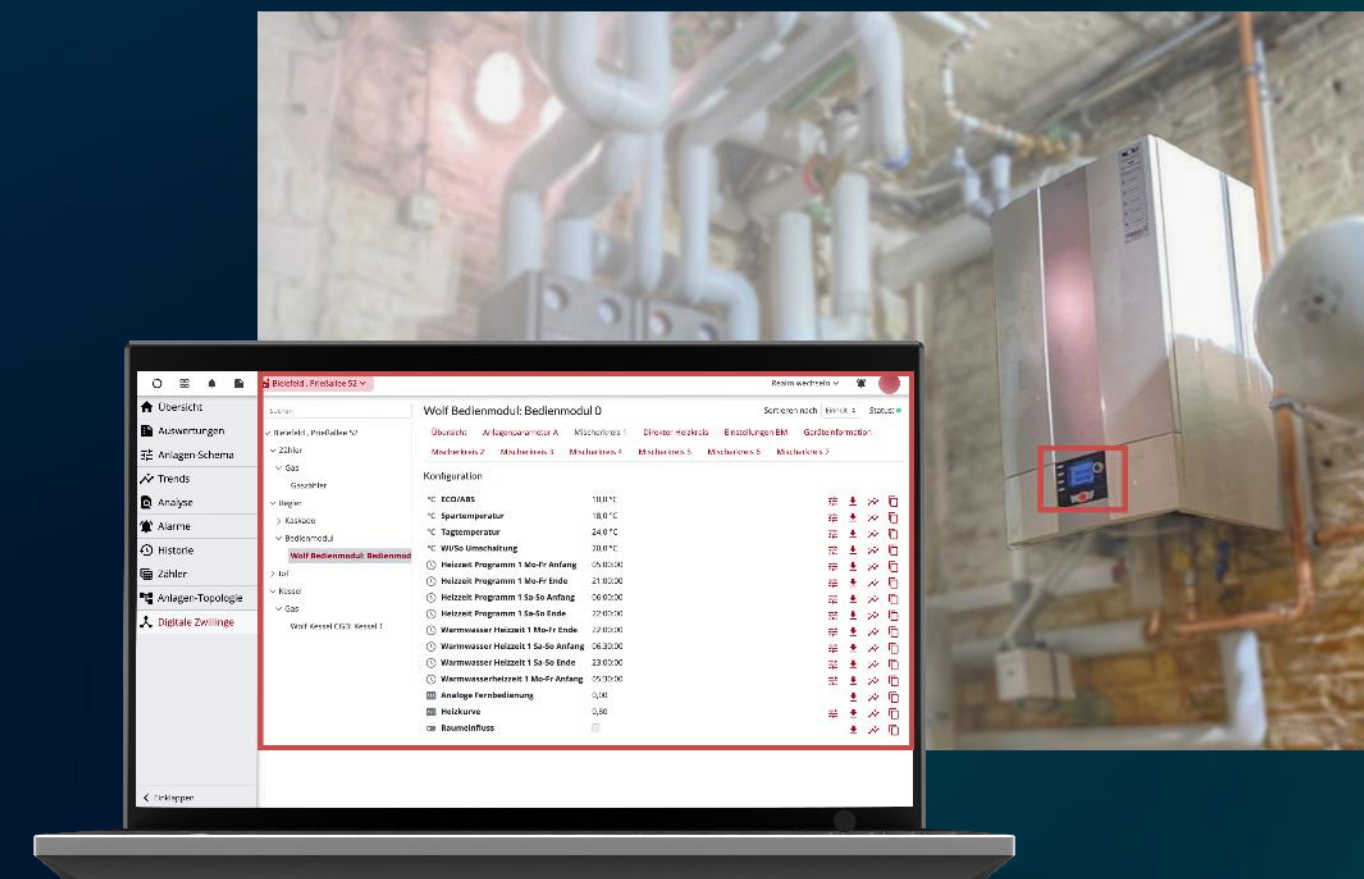 Bielefeld , Prießallee 52
Realm wechseln
Übersicht
Auswertungen
Anlagen-Schema
Trends
Analyse
Alarme
Historie
Zähler
Anlagen-Topologie
Digitale Zwillinge
Einklappen
Suchen
Bielefeld , Prießallee 52
Zähler
Gas
Gaszähler
Regler
Kaskade
Bedienmodul
Wolf Bedienmodul: Bedienmod
IoT
Kessel
Gas
Wolf Kessel CG3: Kessel 1
Wolf Bedienmodul: Bedienmodul 0
Sortieren nach Einheit Status:
Übersicht Anlagenparameter A Mischerkreis 1 Direkter Heizkreis Einstellungen BM Geräteinformation
Mischerkreis 2 Mischerkreis 3 Mischerkreis 4 Mischerkreis 5 Mischerkreis 6 Mischerkreis 7
Konfiguration
°C ECO/ABS 10,0 °C
°C Spartemperatur 18,0 °C
°C Tagtemperatur 24,0 °C
°C Wi/So Umschaltung 20,0 °C
Heizzeit Programm 1 Mo-Fr Anfang 05:00:00
Heizzeit Programm 1 Mo-Fr Ende 21:00:00
Heizzeit Programm 1 Sa-So Anfang 06:00:00
Heizzeit Programm 1 Sa-So Ende 22:00:00
Warmwasser Heizzeit 1 Mo-Fr Ende 22:00:00
Warmwasser Heizzeit 1 Sa-So Anfang 06:30:00
Warmwasser Heizzeit 1 Sa-So Ende 23:00:00
Warmwasserheizzeit 1 Mo-Fr Anfang 05:30:00
Analoge Fernbedienung 0,00
Heizkurve 0,80
Raumeinfluss